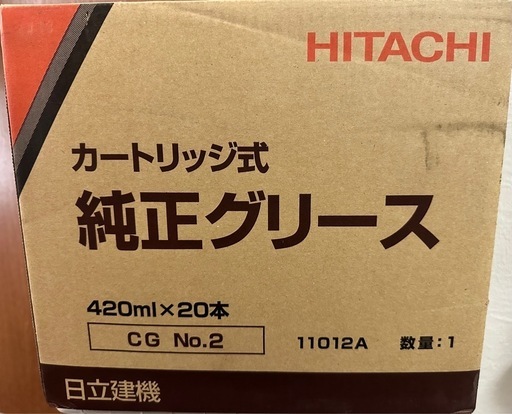 HITACHI
カートリッジ式
純正グリース
420ml×20本
CG No.2 11012A 数量:1
日立建機